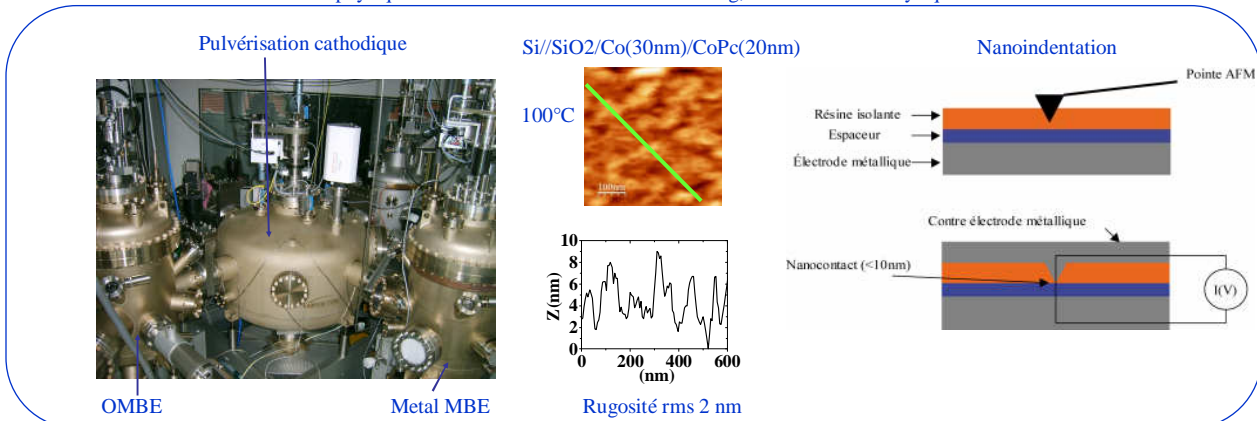 Pulvérisation cathodique
Si//SiO2/Co(30nm)/CoPc(20nm)
Nanoindentation
100°C
100nm
Pointe AFM
Résine isolante
Espaceur
Électrode métallique
Contre électrode métallique
Nanocontact (<10nm)
I(V)
Z(nm)
10
8
6
4
2
0
0 200 400 600
(nm)
OMBE
Metal MBE
Rugosité rms 2 nm